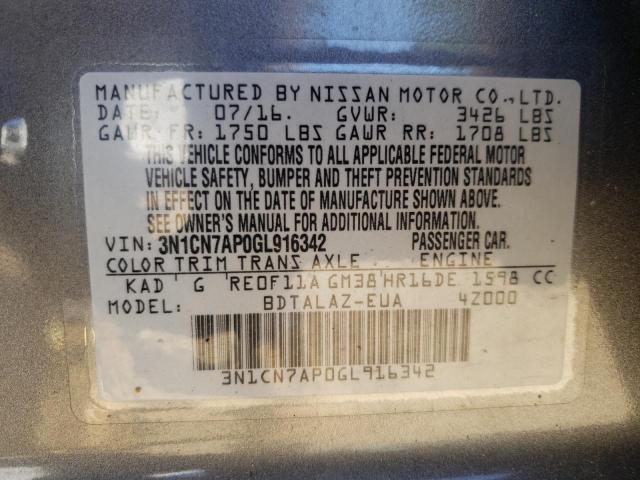 MANUFACTURED BY NISSAN MOTOR CO., LTD.
DATE: 07/16. GVWR: 3426 LBS
GAWR FR: 1750 LBS GAWR RR: 1708 LBS
THIS VEHICLE CONFORMS TO ALL APPLICABLE FEDERAL MOTOR
VEHICLE SAFETY, BUMPER AND THEFT PREVENTION STANDARDS
IN EFFECT ON THE DATE OF MANUFACTURE SHOWN ABOVE.
SEE OWNER'S MANUAL FOR ADDITIONAL INFORMATION.
VIN: 3N1CN7AP0GL916342 PASSENGER CAR.
COLOR TRIM TRANS AXLE ENGINE
KAD G RE0F11A GM38 HR16DE 1598 CC
MODEL: BDTALAZ-EUA 4Z000
3N1CN7AP0GL916342